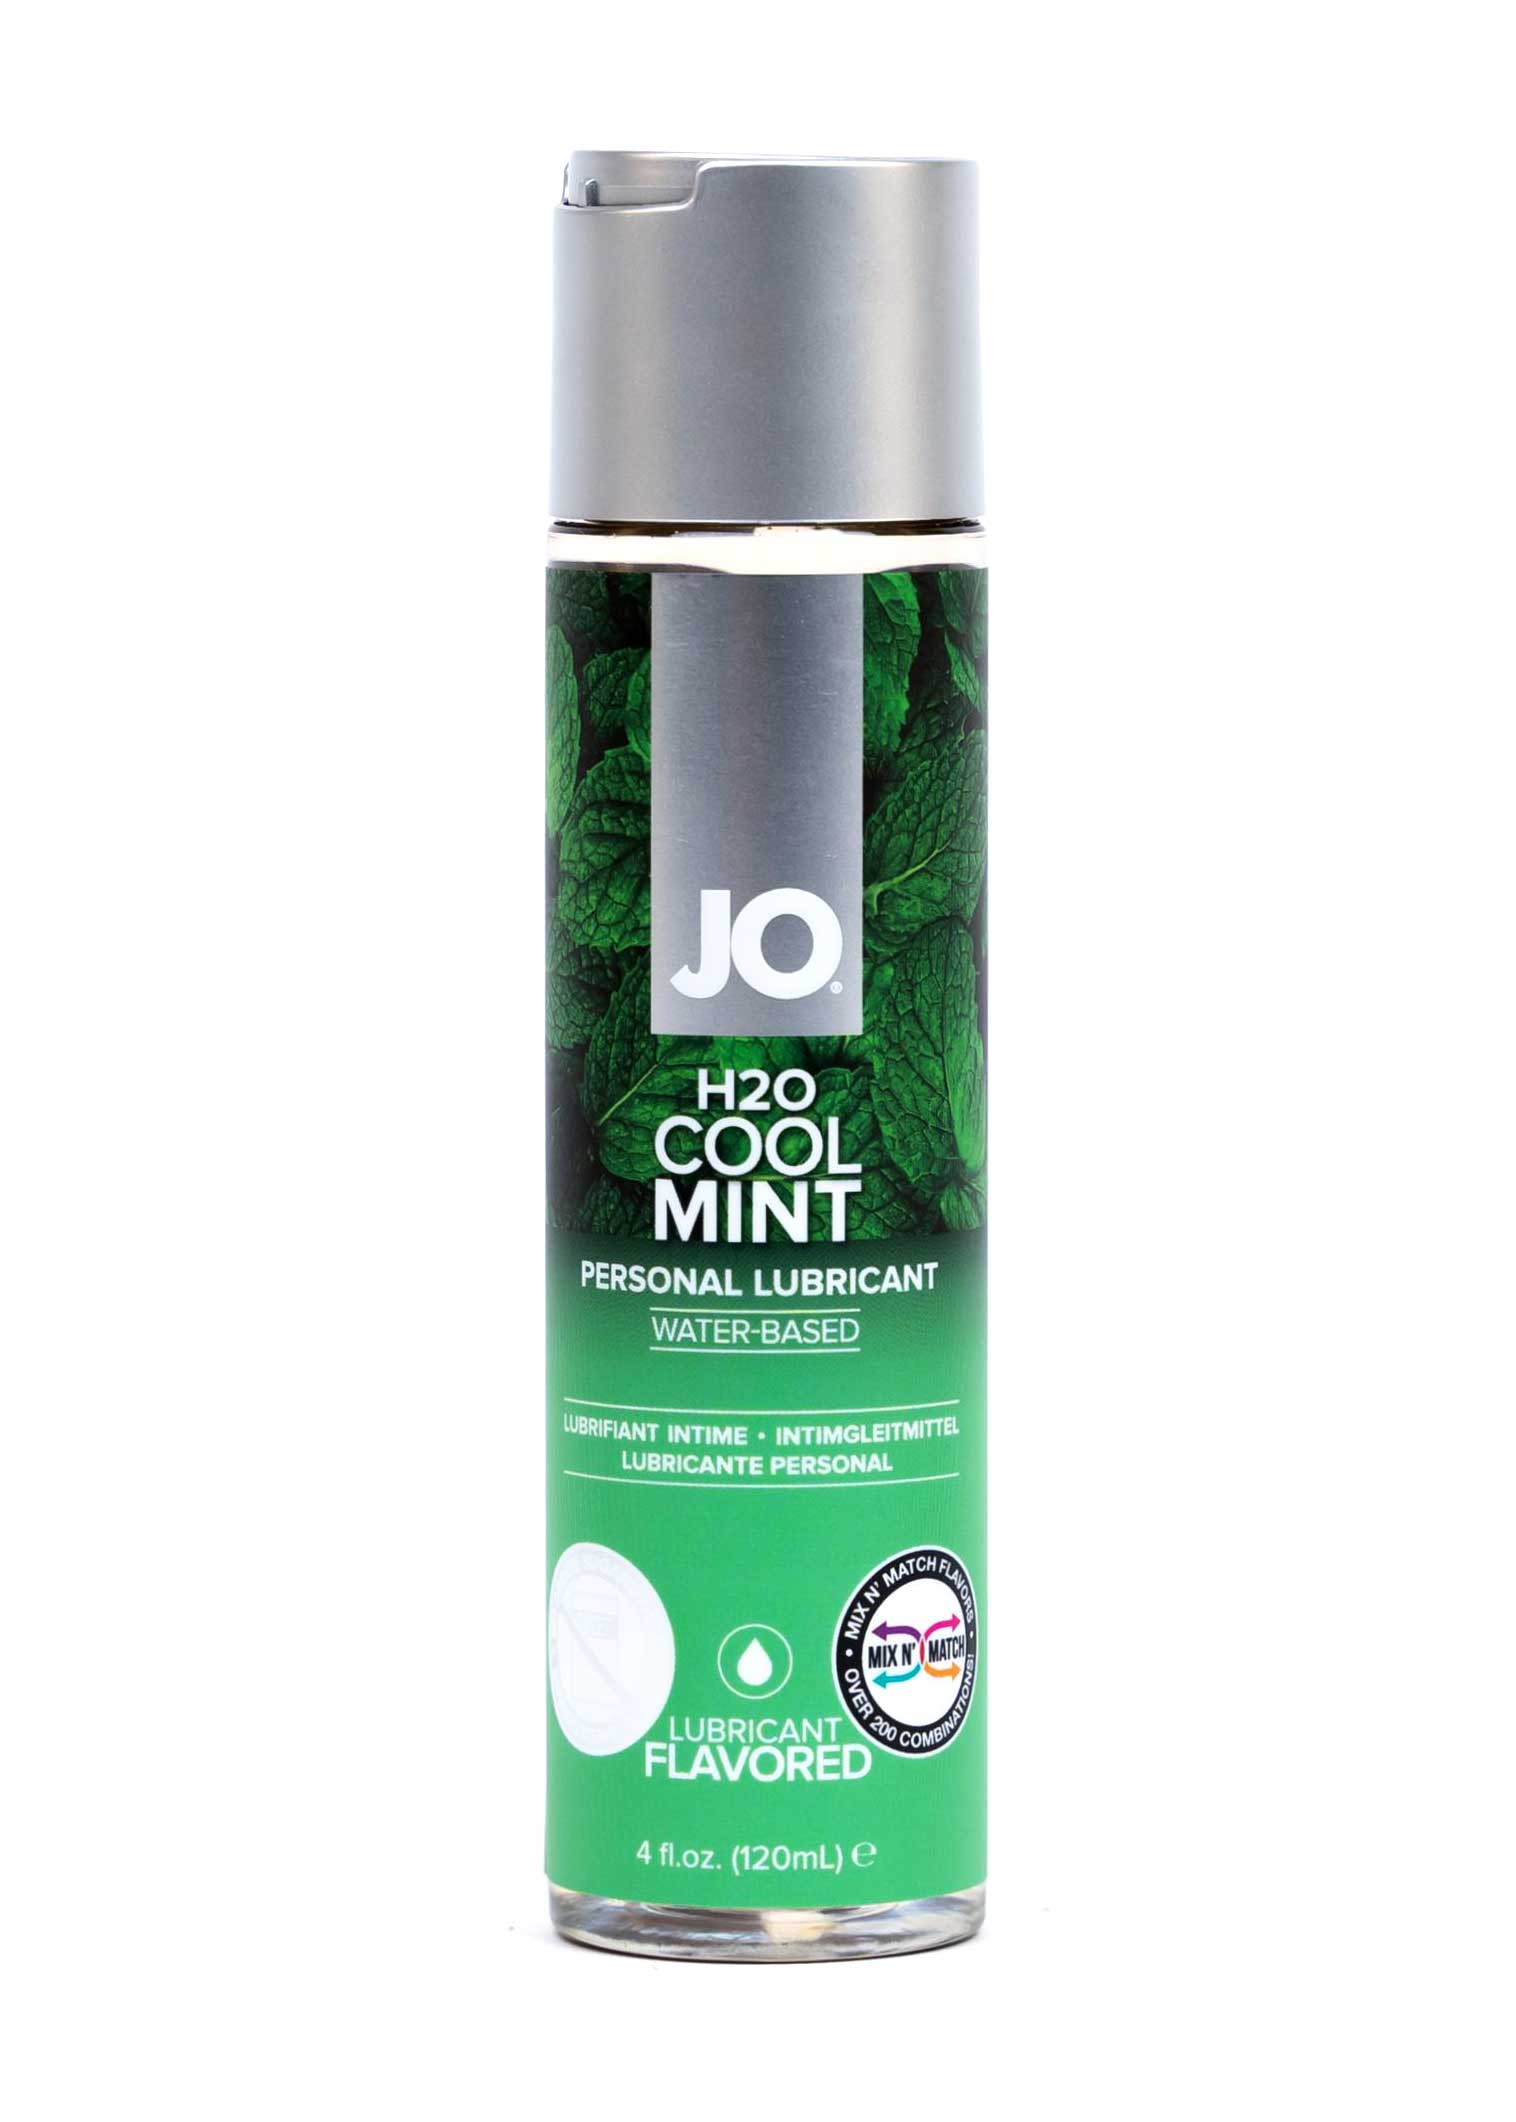 JO®
H2O
COOL
MINT
PERSONAL LUBRICANT
WATER-BASED
LUBRIFIANT INTIME • INTIMGLEITMITTEL
LUBRICANTE PERSONAL
MIX N' MATCH FLAVORS •
MIX N' MATCH
OVER 200 COMBINATIONS! •
LUBRICANT
FLAVORED
4 fl.oz. (120mL) ℮